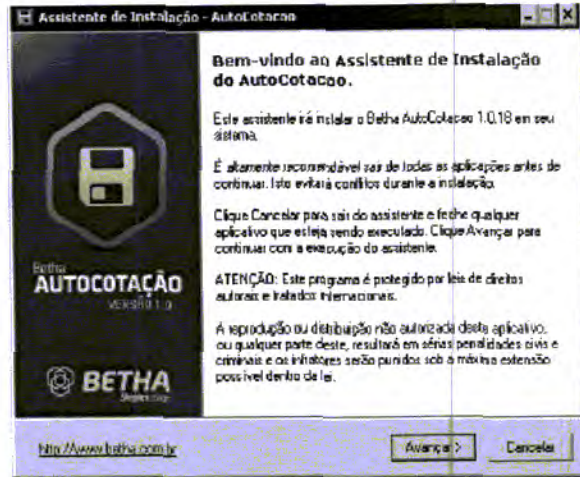 Assistente de Instalação - AutoCotacao
Bem-vindo ao Assistente de Instalação
do AutoCotacao.
Este assistente irá instalar o Betha AutoCotacao 1.0.18 em seu
sistema.
É altamente recomendável sair de todas as aplicações antes de
continuar. Isto evitará conflitos durante a instalação.
Clique Cancelar para sair do assistente e feche qualquer
aplicativo que esteja sendo executado. Clique Avançar para
continuar com a execução do assistente.
ATENÇÃO: Este programa é protegido por leis de direitos
autorais e tratados internacionais.
A reprodução ou distribuição não autorizada deste aplicativo,
ou qualquer parte deste, resultará em sérias penalidades civis e
criminais e os infratores serão punidos sob a máxima extensão
possível dentro da lei.
Betha
AUTOCOTAÇÃO
VERSÃO 1.0
BETHA
http://www.betha.com.br
Avançar >
Cancelar